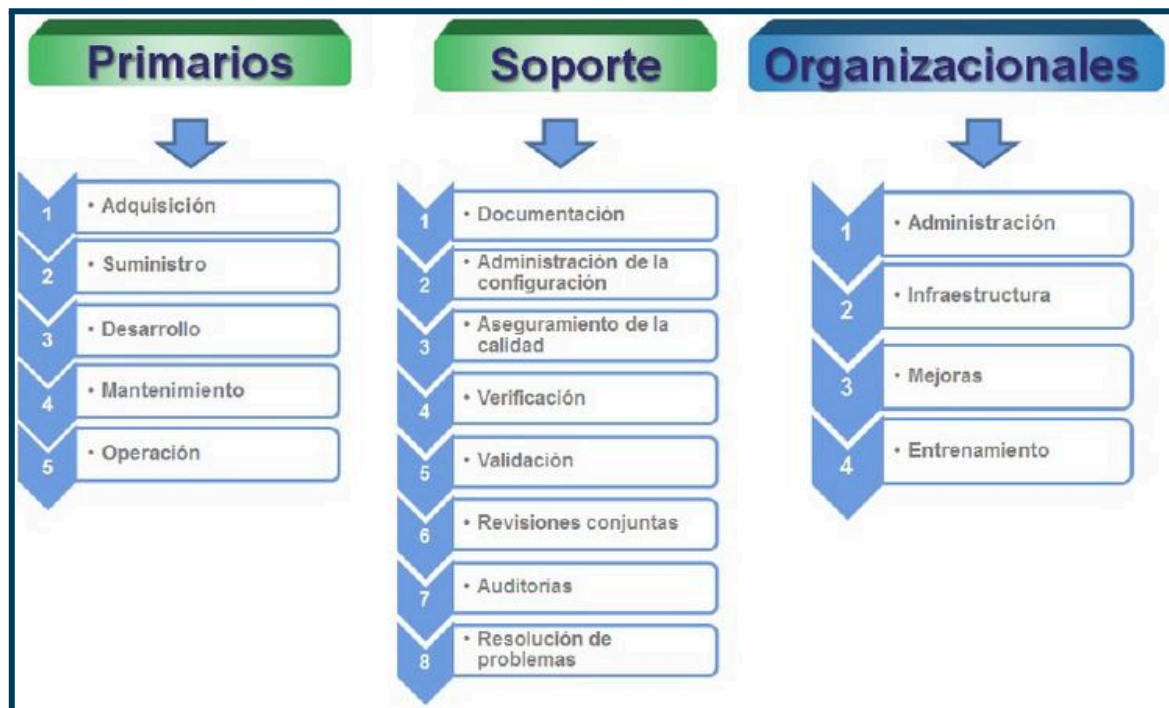 Primarios
1
• Adquisición
2
• Suministro
3
• Desarrollo
4
• Mantenimiento
5
• Operación
Soporte
1
• Documentación
2
• Administración de la
configuración
3
• Aseguramiento de la
calidad
4
• Verificación
5
• Validación
6
• Revisiones conjuntas
7
• Auditorías
8
• Resolución de
problemas
Organizacionales
1
• Administración
2
• Infraestructura
3
• Mejoras
4
• Entrenamiento